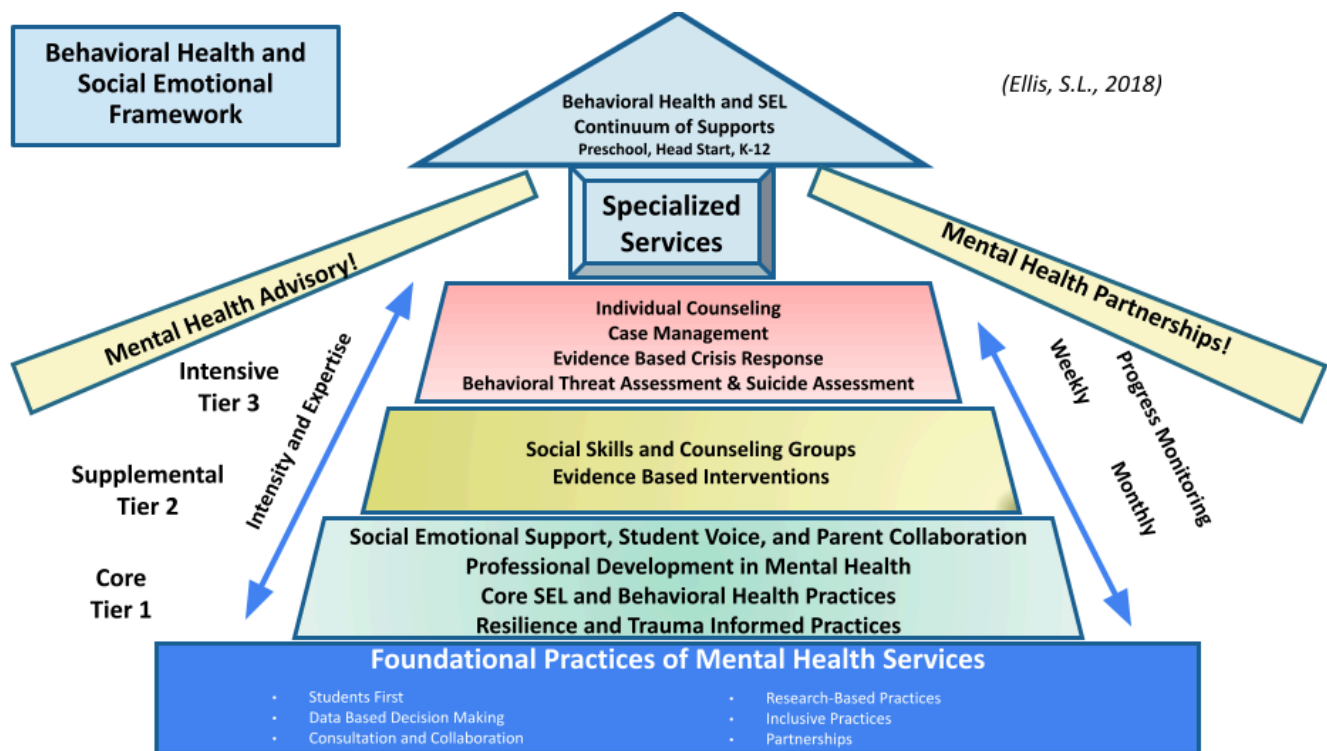 Behavioral Health and
Social Emotional
Framework
(Ellis, S.L., 2018)
Behavioral Health and SEL
Continuum of Supports
Preschool, Head Start, K-12
Specialized
Services
Mental Health Advisory!
Mental Health Partnerships!
Intensive
Tier 3
Supplemental
Tier 2
Core
Tier 1
Intensity and Expertise
Individual Counseling
Case Management
Evidence Based Crisis Response
Behavioral Threat Assessment & Suicide Assessment
Social Skills and Counseling Groups
Evidence Based Interventions
Social Emotional Support, Student Voice, and Parent Collaboration
Professional Development in Mental Health
Core SEL and Behavioral Health Practices
Resilience and Trauma Informed Practices
Weekly
Monthly
Progress Monitoring
Foundational Practices of Mental Health Services
• Students First
• Data Based Decision Making
• Consultation and Collaboration
• Research-Based Practices
• Inclusive Practices
• Partnerships